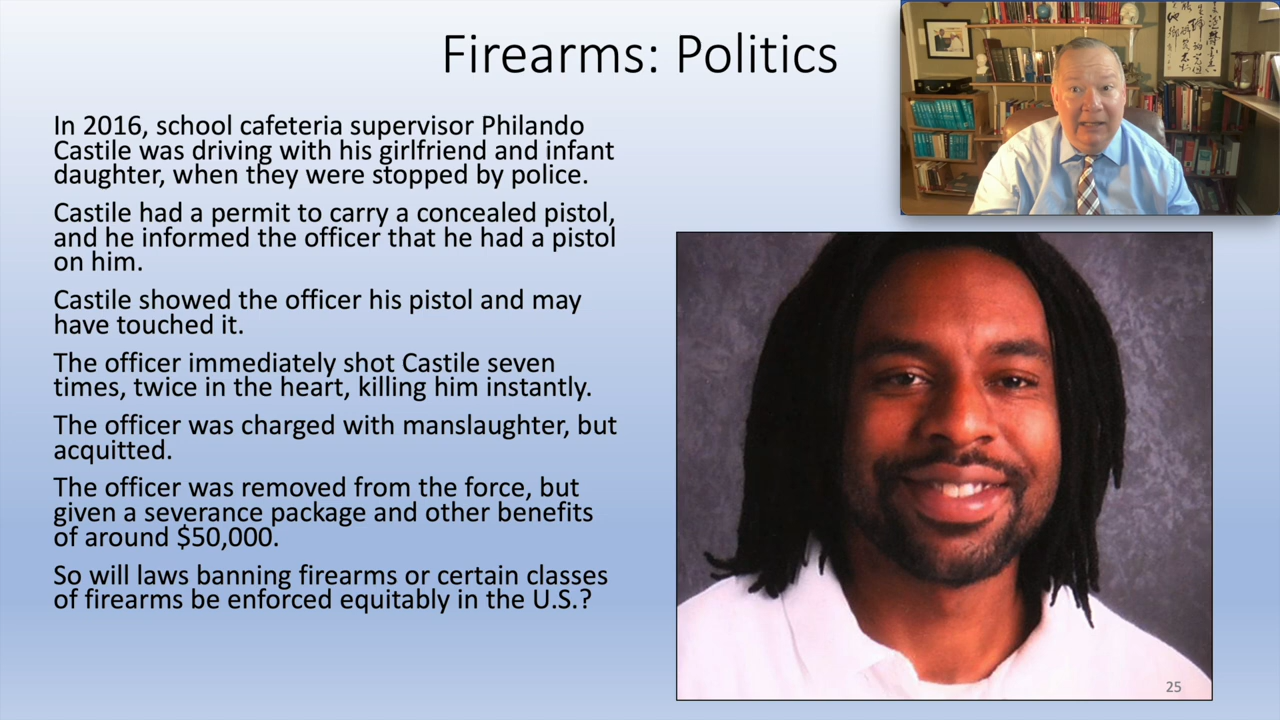 Firearms: Politics
In 2016, school cafeteria supervisor Philando
Castile was driving with his girlfriend and infant
daughter, when they were stopped by police.
Castile had a permit to carry a concealed pistol,
and he informed the officer that he had a pistol
on him.
Castile showed the officer his pistol and may
have touched it.
The officer immediately shot Castile seven
times, twice in the heart, killing him instantly.
The officer was charged with manslaughter, but
acquitted.
The officer was removed from the force, but
given a severance package and other benefits
of around $50,000.
So will laws banning firearms or certain classes
of firearms be enforced equitably in the U.S.?
25